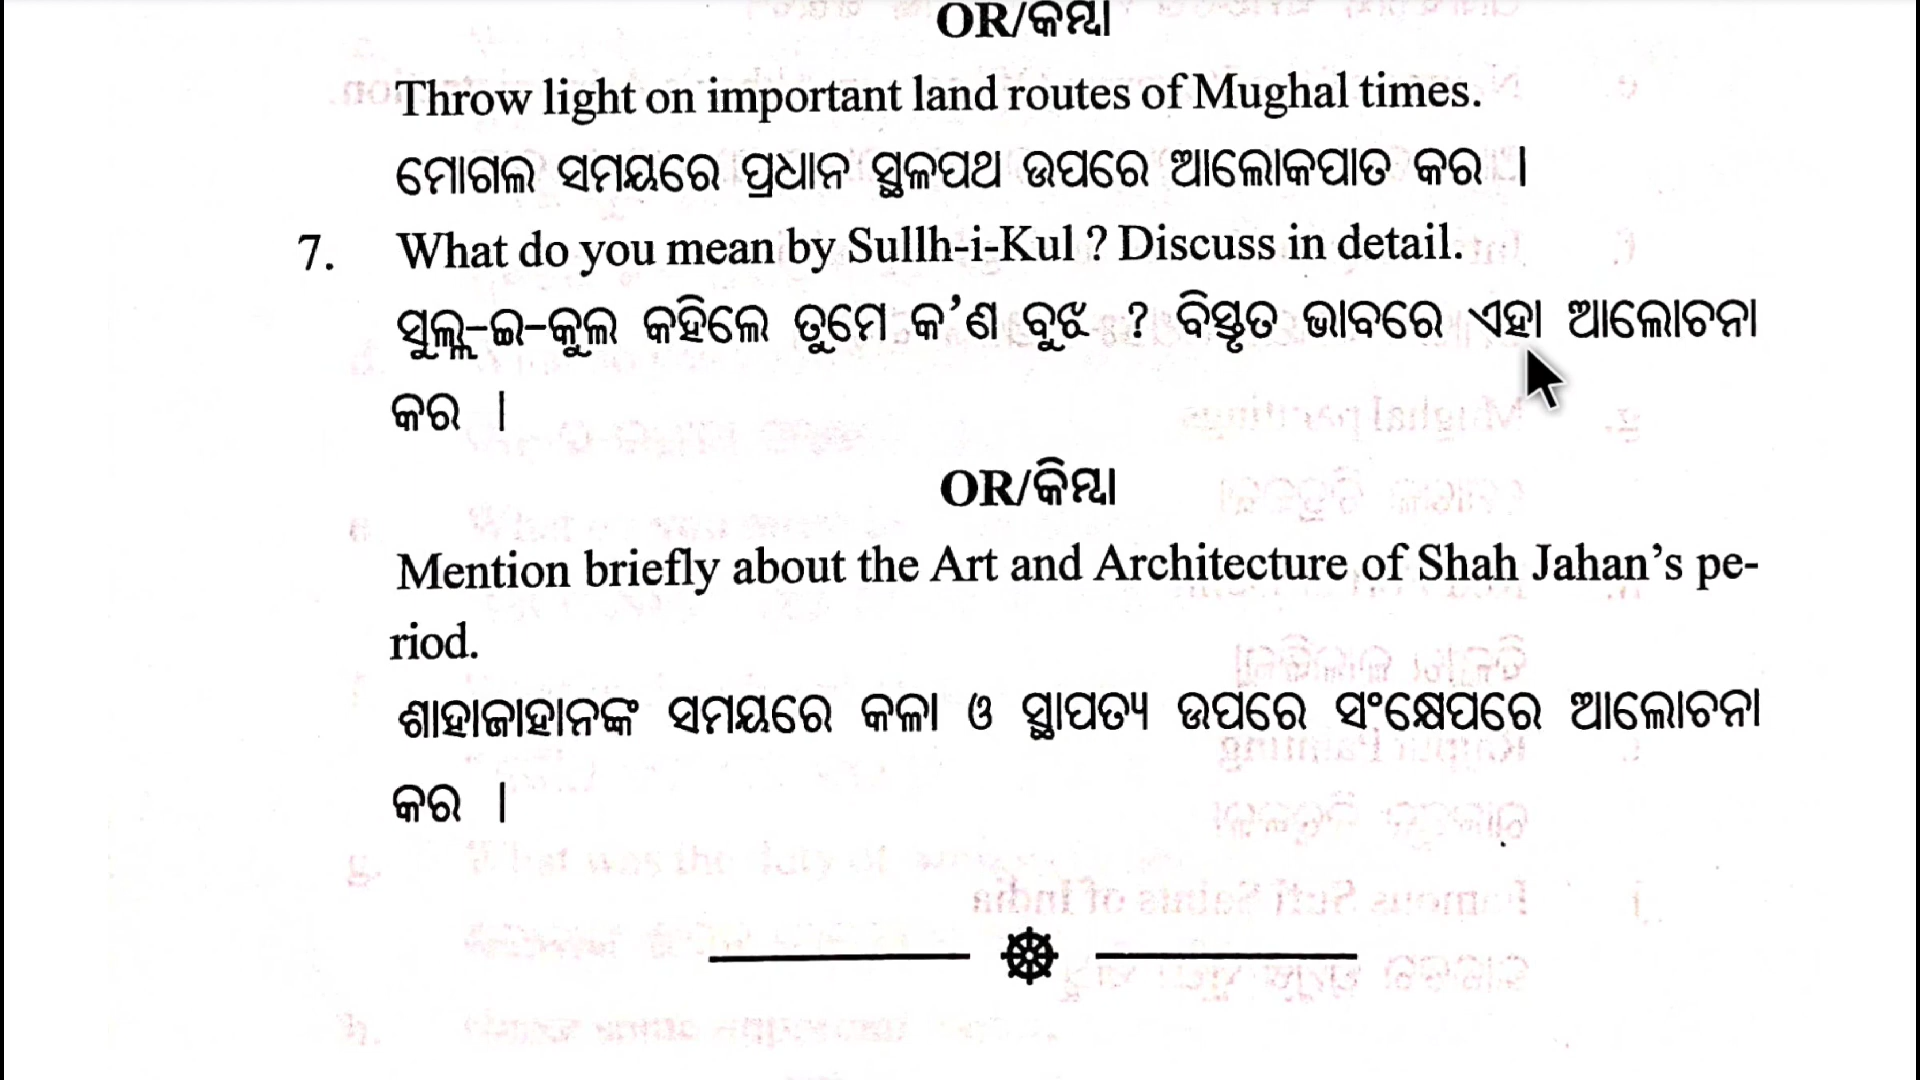 OR/କିମ୍ବା
Throw light on important land routes of Mughal times.
ମୋଗଲ ସମୟରେ ପ୍ରଧାନ ସ୍ଥଳପଥ ଉପରେ ଆଲୋକପାତ କର ।
7. What do you mean by Sullh-i-Kul ? Discuss in detail.
ସୁଲ୍ଲ-ଇ-କୁଲ କହିଲେ ତୁମେ କ'ଣ ବୁଝ ? ବିସ୍ତୃତ ଭାବରେ ଏହା ଆଲୋଚନା
କର ।
OR/କିମ୍ବା
Mention briefly about the Art and Architecture of Shah Jahan's pe-
riod.
ଶାହାଜାହାନଙ୍କ ସମୟରେ କଳା ଓ ସ୍ଥାପତ୍ୟ ଉପରେ ସଂକ୍ଷେପରେ ଆଲୋଚନା
କର ।